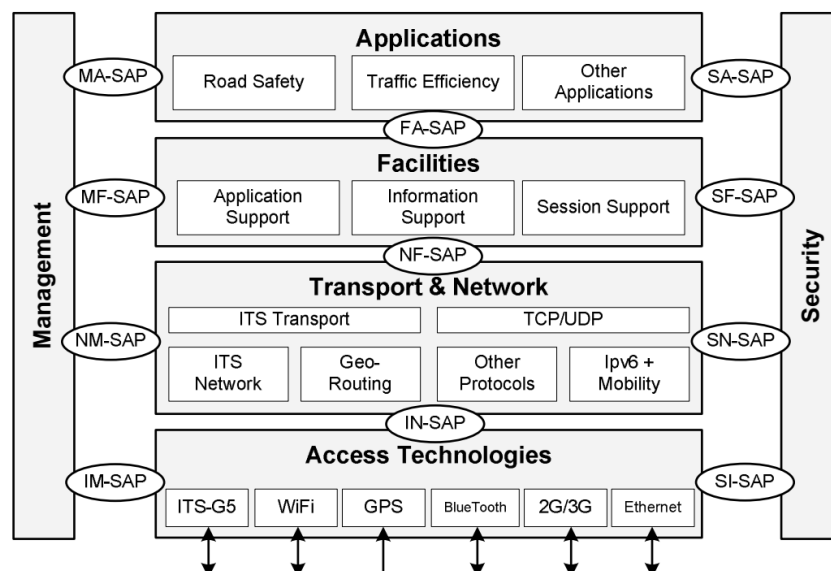 Applications
MA-SAP
Road Safety
Traffic Efficiency
Other
Applications
SA-SAP
FA-SAP
Facilities
MF-SAP
Application
Support
Information
Support
Session Support
SF-SAP
NF-SAP
Management
Security
Transport & Network
ITS Transport
TCP/UDP
NM-SAP
ITS
Network
Geo-
Routing
Other
Protocols
Ipv6 +
Mobility
SN-SAP
IN-SAP
Access Technologies
IM-SAP
ITS-G5
WiFi
GPS
BlueTooth
2G/3G
Ethernet
SI-SAP